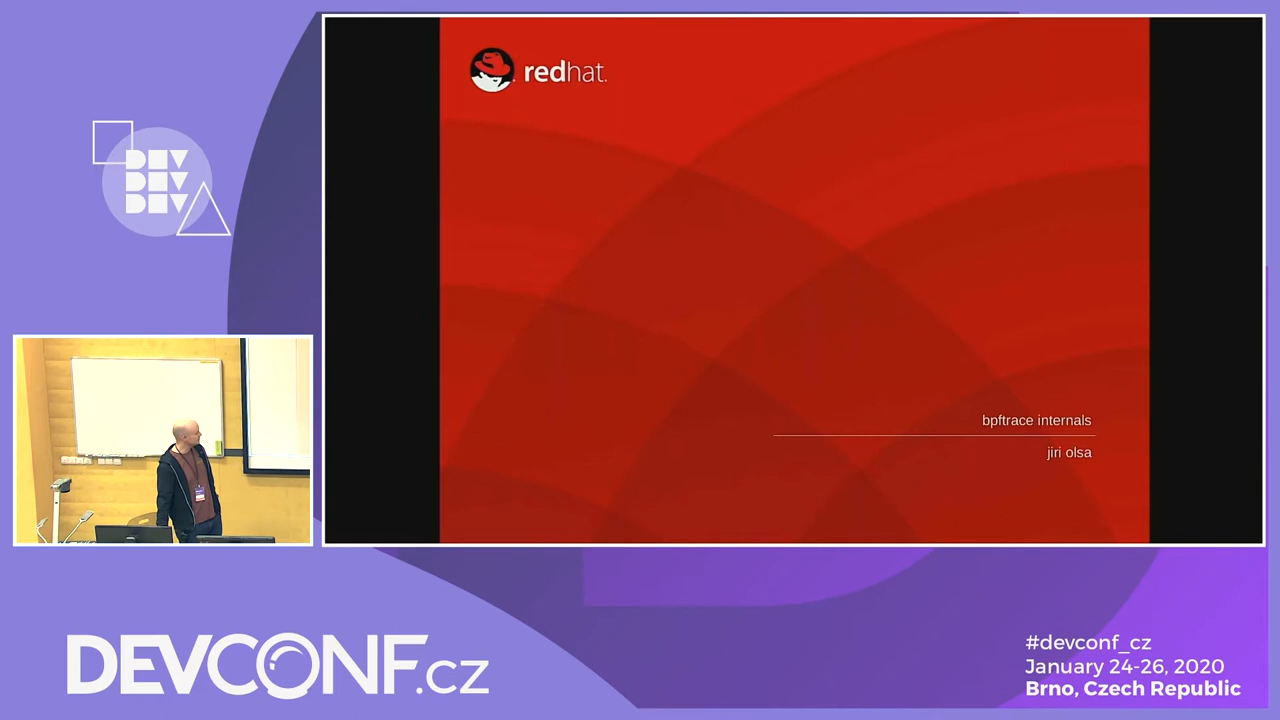 redhat.
DEV
DEV
DEV
bpftrace internals
jiri olsa
DEVCONF.cz
#devconf_cz
January 24-26, 2020
Brno, Czech Republic